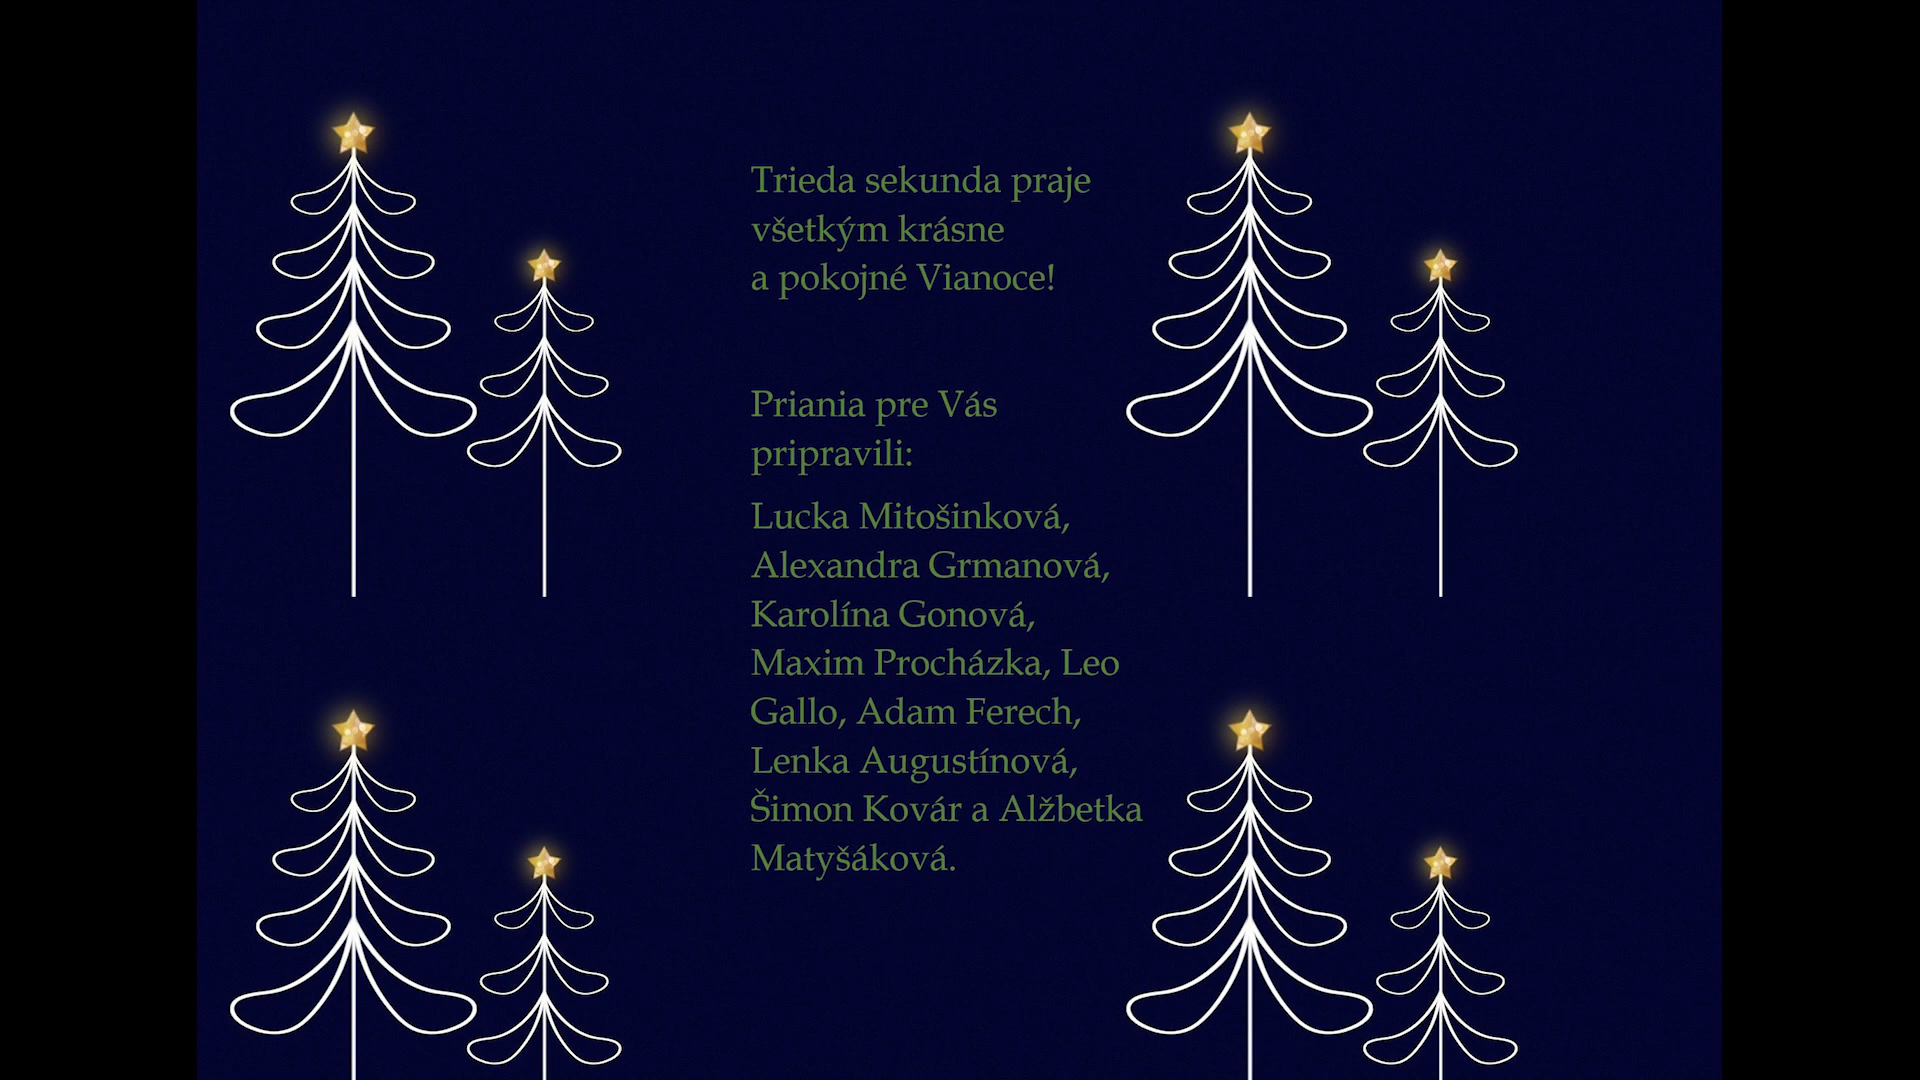 Trieda sekunda praje
všetkým krásne
a pokojné Vianoce!
Priania pre Vás
pripravili:
Lucka Mitošinková,
Alexandra Grmanová,
Karolína Gonová,
Maxim Procházka, Leo
Gallo, Adam Ferech,
Lenka Augustínová,
Šimon Kovár a Alžbetka
Matyšáková.